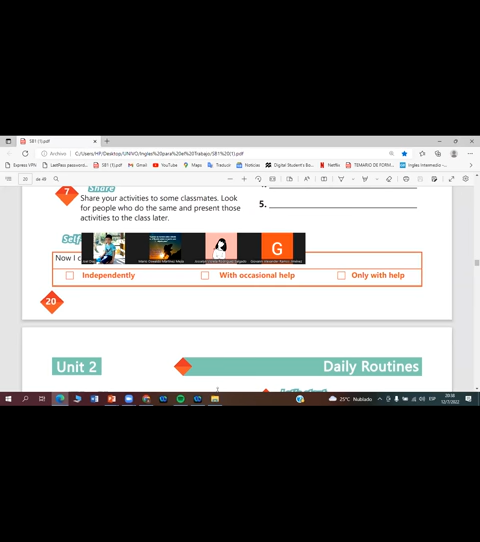 SB1 (1).pdf
Archivo
C:/Users/HP/Desktop/UNIVO/Ingles%20para%20el%20Trabajo/SB1%20(1).pdf
Express VPN
LastPass password...
SB1 (1).pdf
Gmail
YouTube
Maps
Traducir
Noticias
Digital Student's Bo...
Netflix
TEMARIO DE FORM...
Ingles Intermedio -...
20
de 48
7
Share
Share your activities to some classmates. Look
for people who do the same and present those
activities to the class later.
5.
Self-
Now I c
G
Independently
With occasional help
Only with help
20
Unit 2
Daily Routines
25°C Nublado
ESP
20:38
12/7/2022